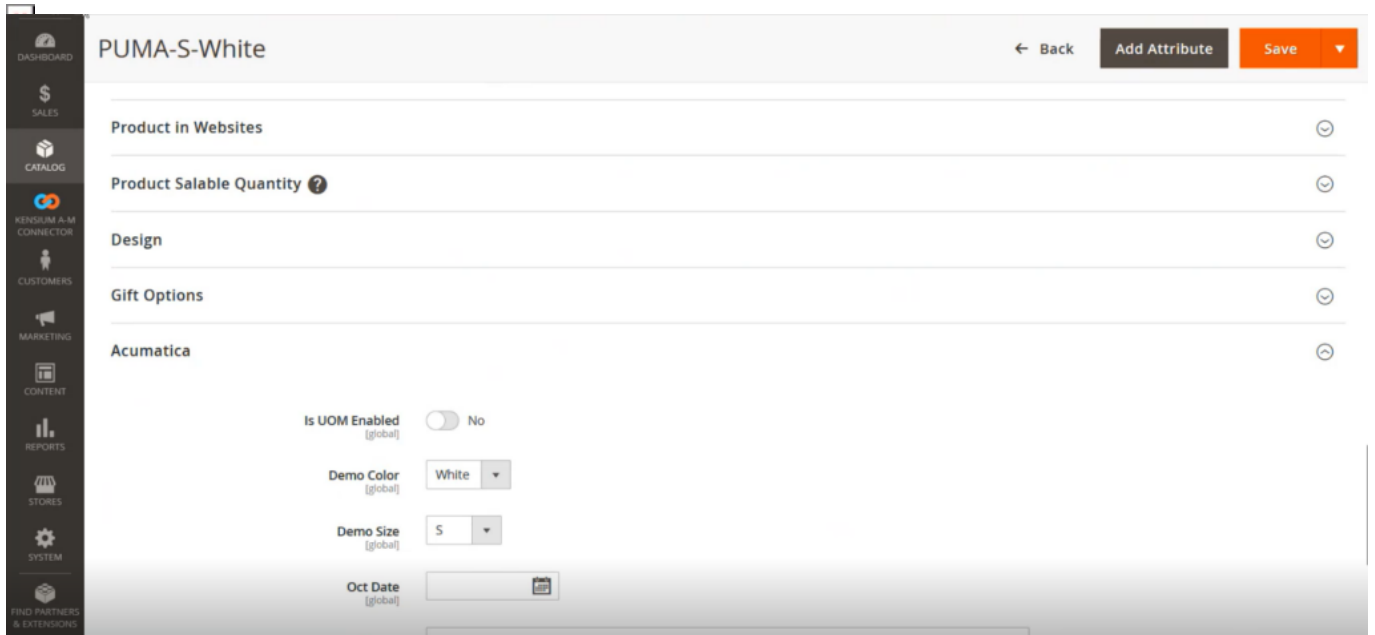 DASHBOARD
$
SALES
CATALOG
KENSIUM A-M
CONNECTOR
CUSTOMERS
MARKETING
CONTENT
REPORTS
STORES
SYSTEM
FIND PARTNERS
& EXTENSIONS
PUMA-S-White
← Back
Add Attribute
Save
Product in Websites
Product Salable Quantity ?
Design
Gift Options
Acumatica
Is UOM Enabled
[global]
No
Demo Color
[global]
White
Demo Size
[global]
S
Oct Date
[global]